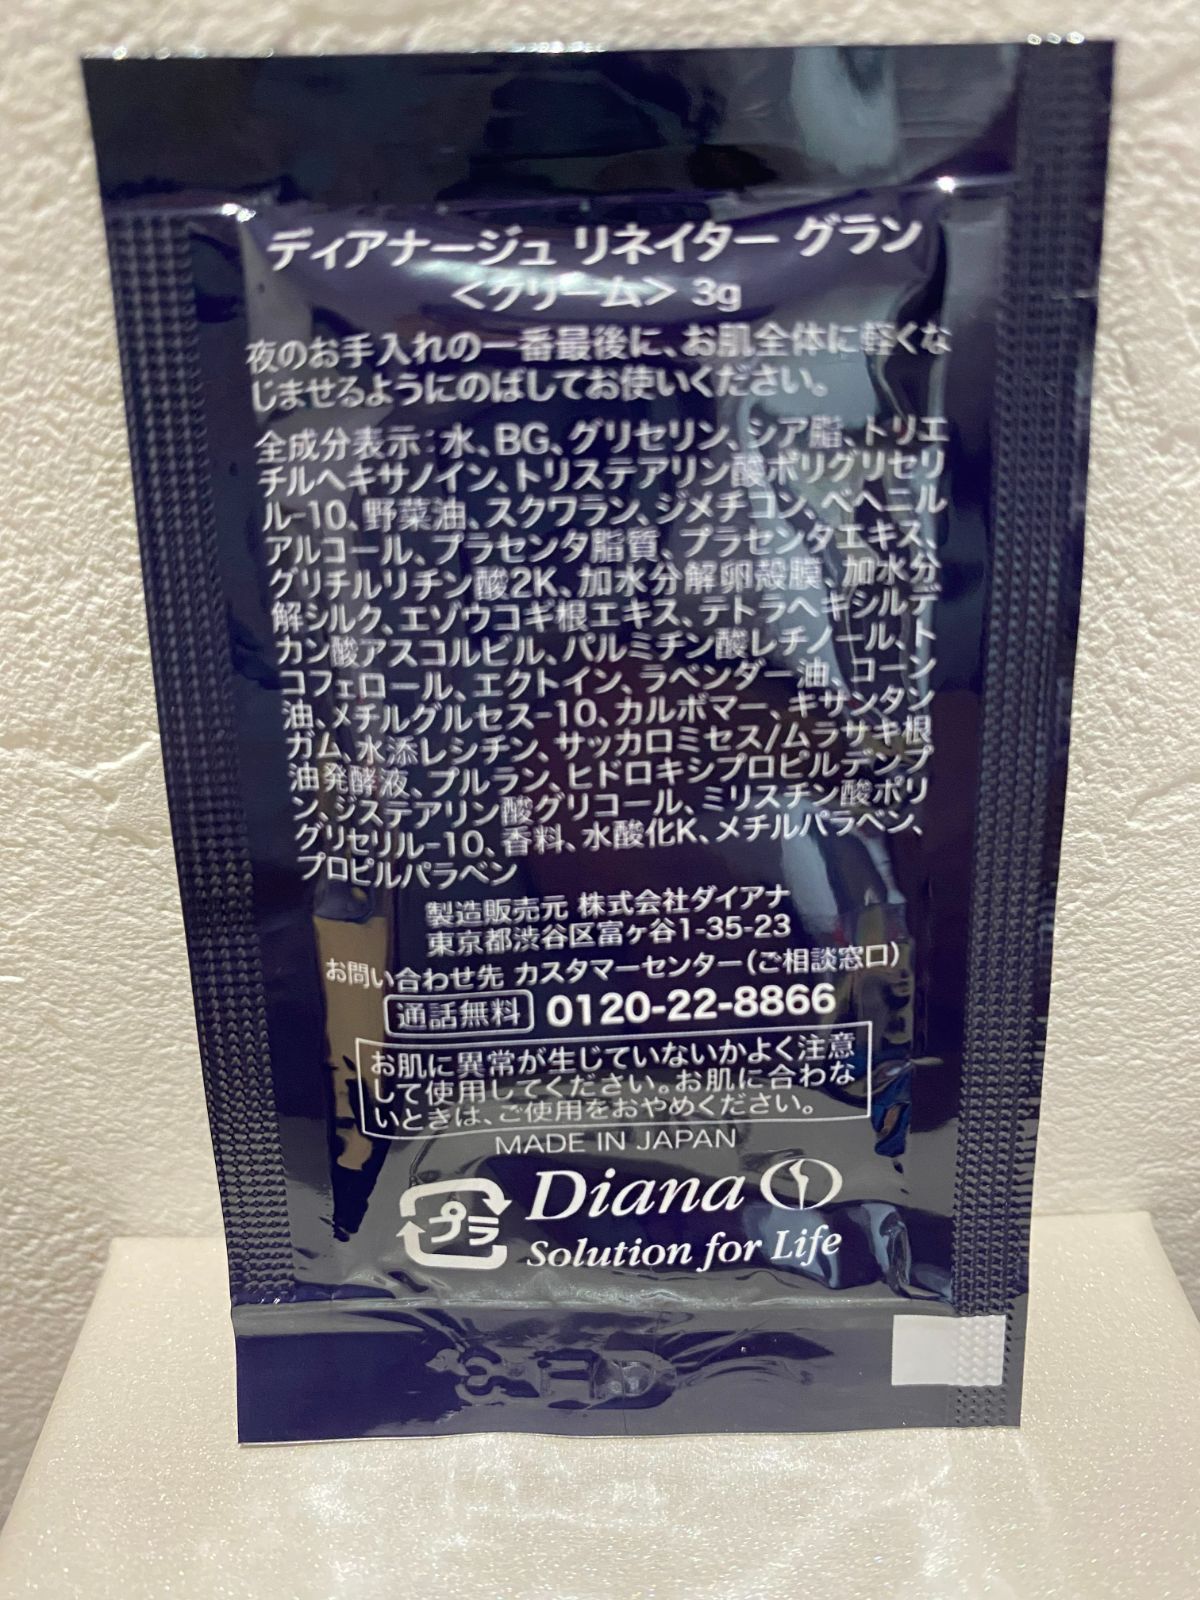 ディアナージュ リネイター グラン
<クリーム> 3g
夜のお手入れの一番最後に、お肌全体に軽くな
じませるようにのばしてお使いください。
全成分表示：水、BG、グリセリン、シア脂、トリエ
チルヘキサノイン、トリステアリン酸ポリグリセリ
ル-10、野菜油、スクワラン、ジメチコン、ベヘニル
アルコール、プラセンタ脂質、プラセンタエキス、
グリチルリチン酸2K、加水分解卵殻膜、加水分
解シルク、エゾウコギ根エキス、テトラヘキシルデ
カン酸アスコルビル、パルミチン酸レチノール、ト
コフェロール、エクトイン、ラベンダー油、コーン
油、メチルグルセス-10、カルボマー、キサンタン
ガム、水添レシチン、サッカロミセス/ムラサキ根
油発酵液、プルラン、ヒドロキシプロピルデンプ
ン、ジステアリン酸グリコール、ミリスチン酸ポリ
グリセリル-10、香料、水酸化K、メチルパラベン、
プロピルパラベン
製造販売元 株式会社ダイアナ
東京都渋谷区富ヶ谷1-35-23
お問い合わせ先 カスタマーセンター(ご相談窓口)
通話無料 0120-22-8866
お肌に異常が生じていないかよく注意
して使用してください。お肌に合わな
いときは、ご使用をおやめください。
MADE IN JAPAN
プラ Diana
Solution for Life